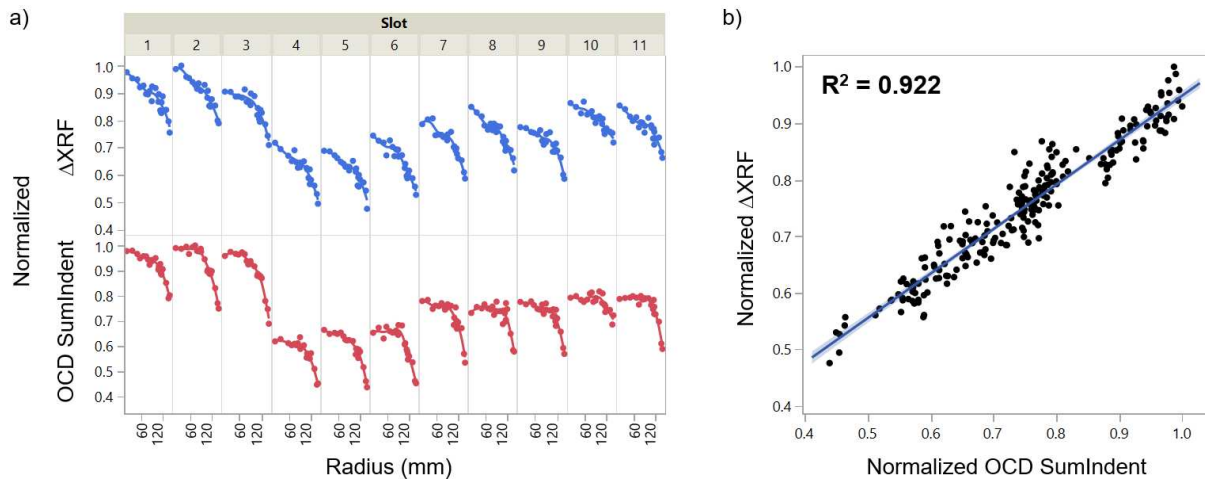 a)
Slot
1 2 3 4 5 6 7 8 9 10 11
Normalized
ΔXRF
1.0
0.9
0.8
0.7
0.6
0.5
0.4
OCD SumIndent
1.0
0.9
0.8
0.7
0.6
0.5
0.4
60 120 60 120 60 120 60 120 60 120 60 120 60 120 60 120 60 120 60 120 60 120
Radius (mm)
b)
R² = 0.922
Normalized ΔXRF
1.0
0.9
0.8
0.7
0.6
0.5
0.4
0.4 0.5 0.6 0.7 0.8 0.9 1.0
Normalized OCD SumIndent